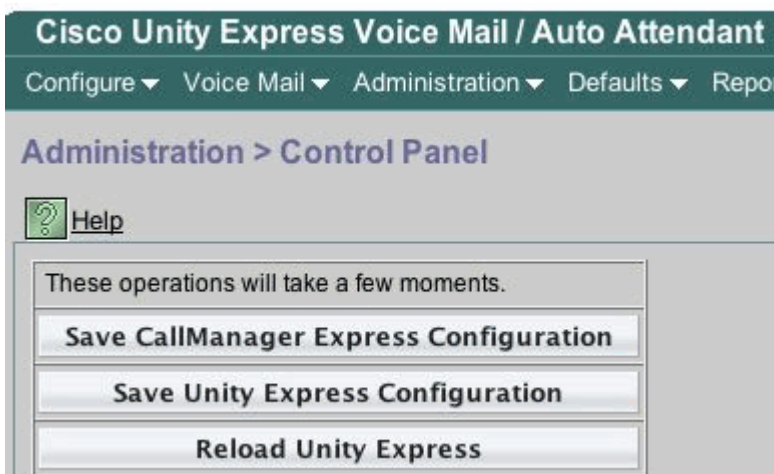 Cisco Unity Express Voice Mail / Auto Attendant
Configure Voice Mail Administration Defaults Repor
Administration > Control Panel
? Help
These operations will take a few moments.
Save CallManager Express Configuration
Save Unity Express Configuration
Reload Unity Express